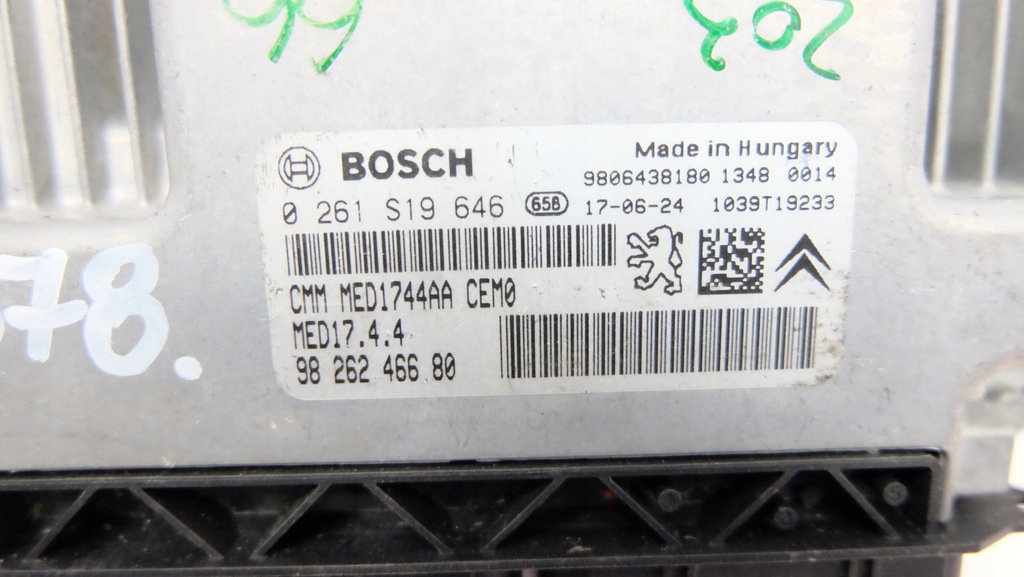 66
203
BOSCH
Made in Hungary
9806438180 1348 0014
0 261 S19 646 658 17-06-24 1039T19233
CMM MED1744AA CEM0
MED17.4.4
98 262 466 80
78.